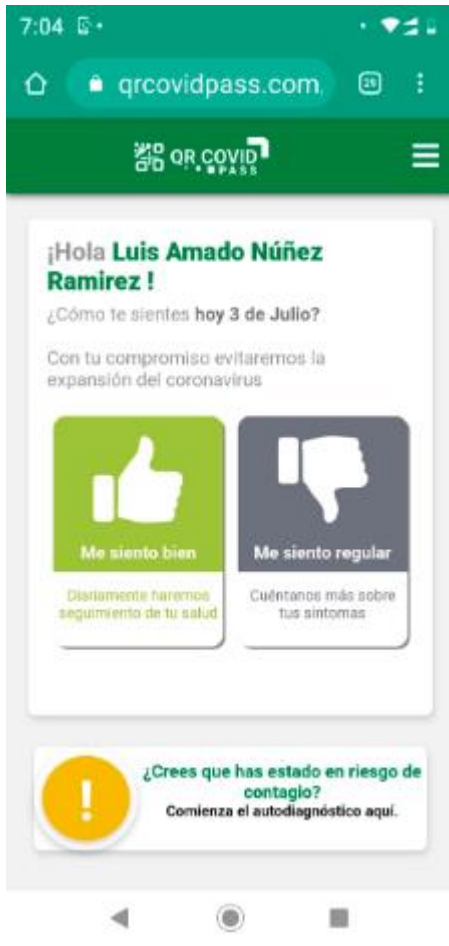 7:04
qrcovidpass.com
29
QR COVID
PASS
¡Hola Luis Amado Núñez
Ramirez !
¿Cómo te sientes hoy 3 de Julio?
Con tu compromiso evitaremos la
expansión del coronavirus
Me siento bien
Me siento regular
Diariamente haremos
seguimiento de tu salud
Cuéntanos más sobre
tus sintomas
!
¿Crees que has estado en riesgo de
contagio?
Comienza el autodiagnóstico aquí.